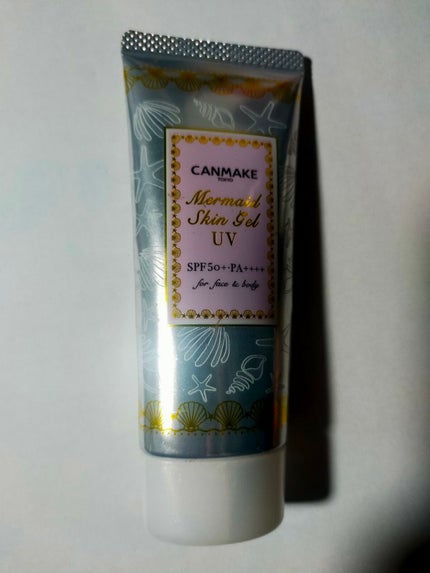 CANMAKE
TOKYO
Mermaid
Skin Gel
UV
SPF50+·PA++++
for face & body